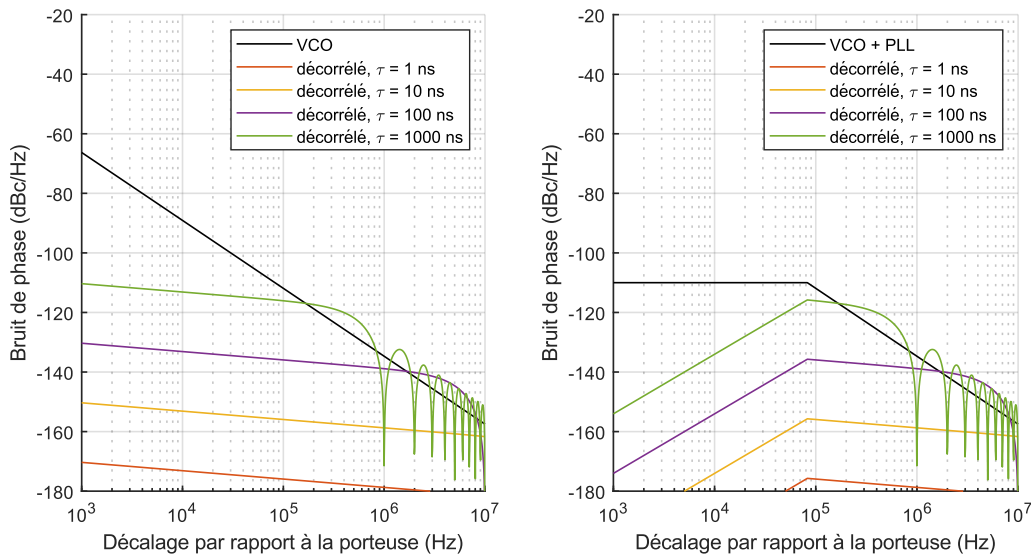 -20
-40
-60
-80
-100
-120
-140
-160
-180
Bruit de phase (dBc/Hz)
VCO
décorrélé, τ = 1 ns
décorrélé, τ = 10 ns
décorrélé, τ = 100 ns
décorrélé, τ = 1000 ns
10³
10⁴
10⁵
10⁶
10⁷
Décalage par rapport à la porteuse (Hz)
-20
-40
-60
-80
-100
-120
-140
-160
-180
Bruit de phase (dBc/Hz)
VCO + PLL
décorrélé, τ = 1 ns
décorrélé, τ = 10 ns
décorrélé, τ = 100 ns
décorrélé, τ = 1000 ns
10³
10⁴
10⁵
10⁶
10⁷
Décalage par rapport à la porteuse (Hz)